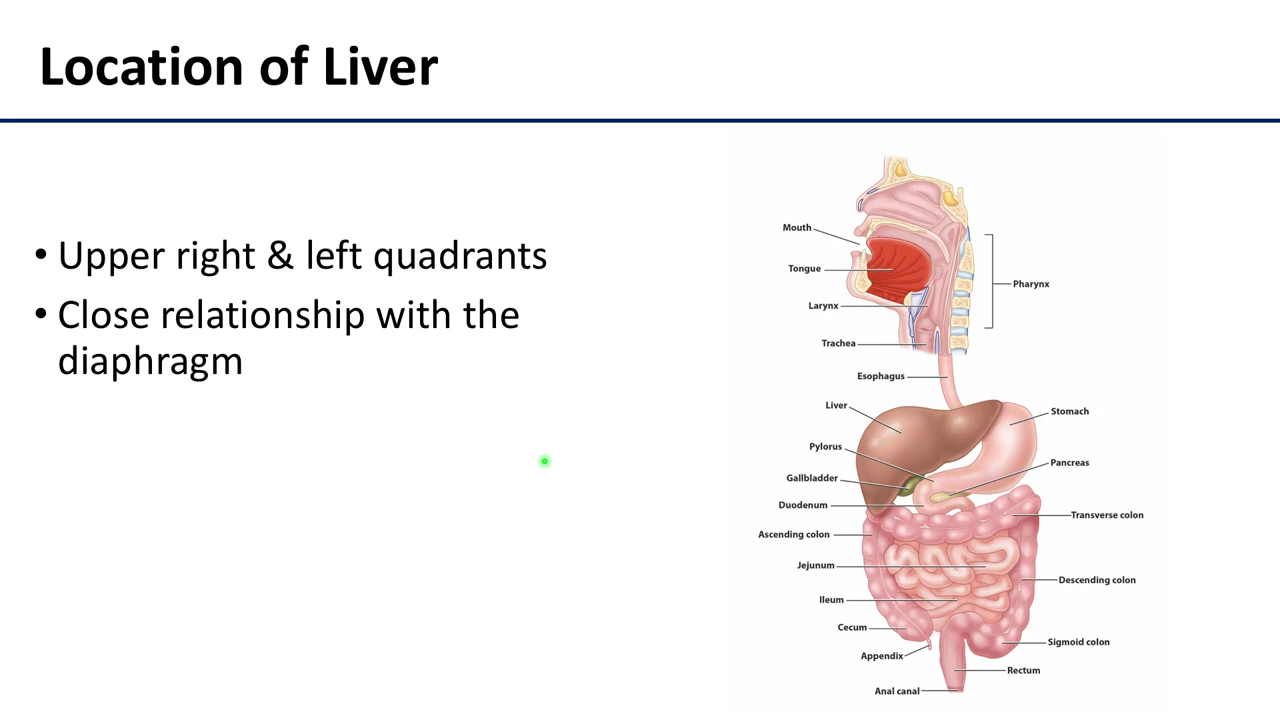 Location of Liver
• Upper right & left quadrants
• Close relationship with the
diaphragm
Mouth
Tongue
Pharynx
Larynx
Trachea
Esophagus
Liver
Stomach
Pylorus
Pancreas
Gallbladder
Duodenum
Transverse colon
Ascending colon
Jejunum
Descending colon
Ileum
Cecum
Sigmoid colon
Appendix
Rectum
Anal canal